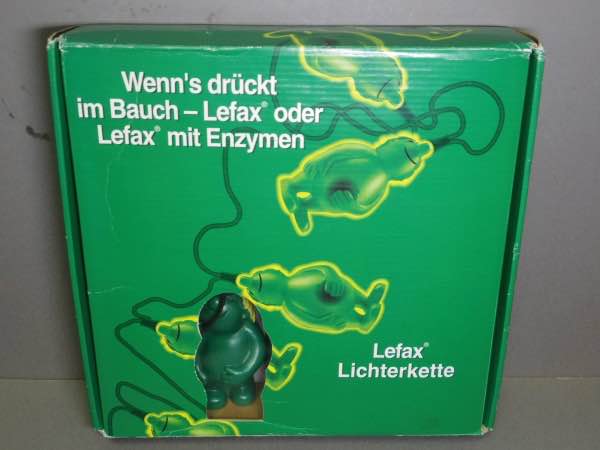 Wenn's drückt
im Bauch – Lefax® oder
Lefax® mit Enzymen
Lefax®
Lichterkette